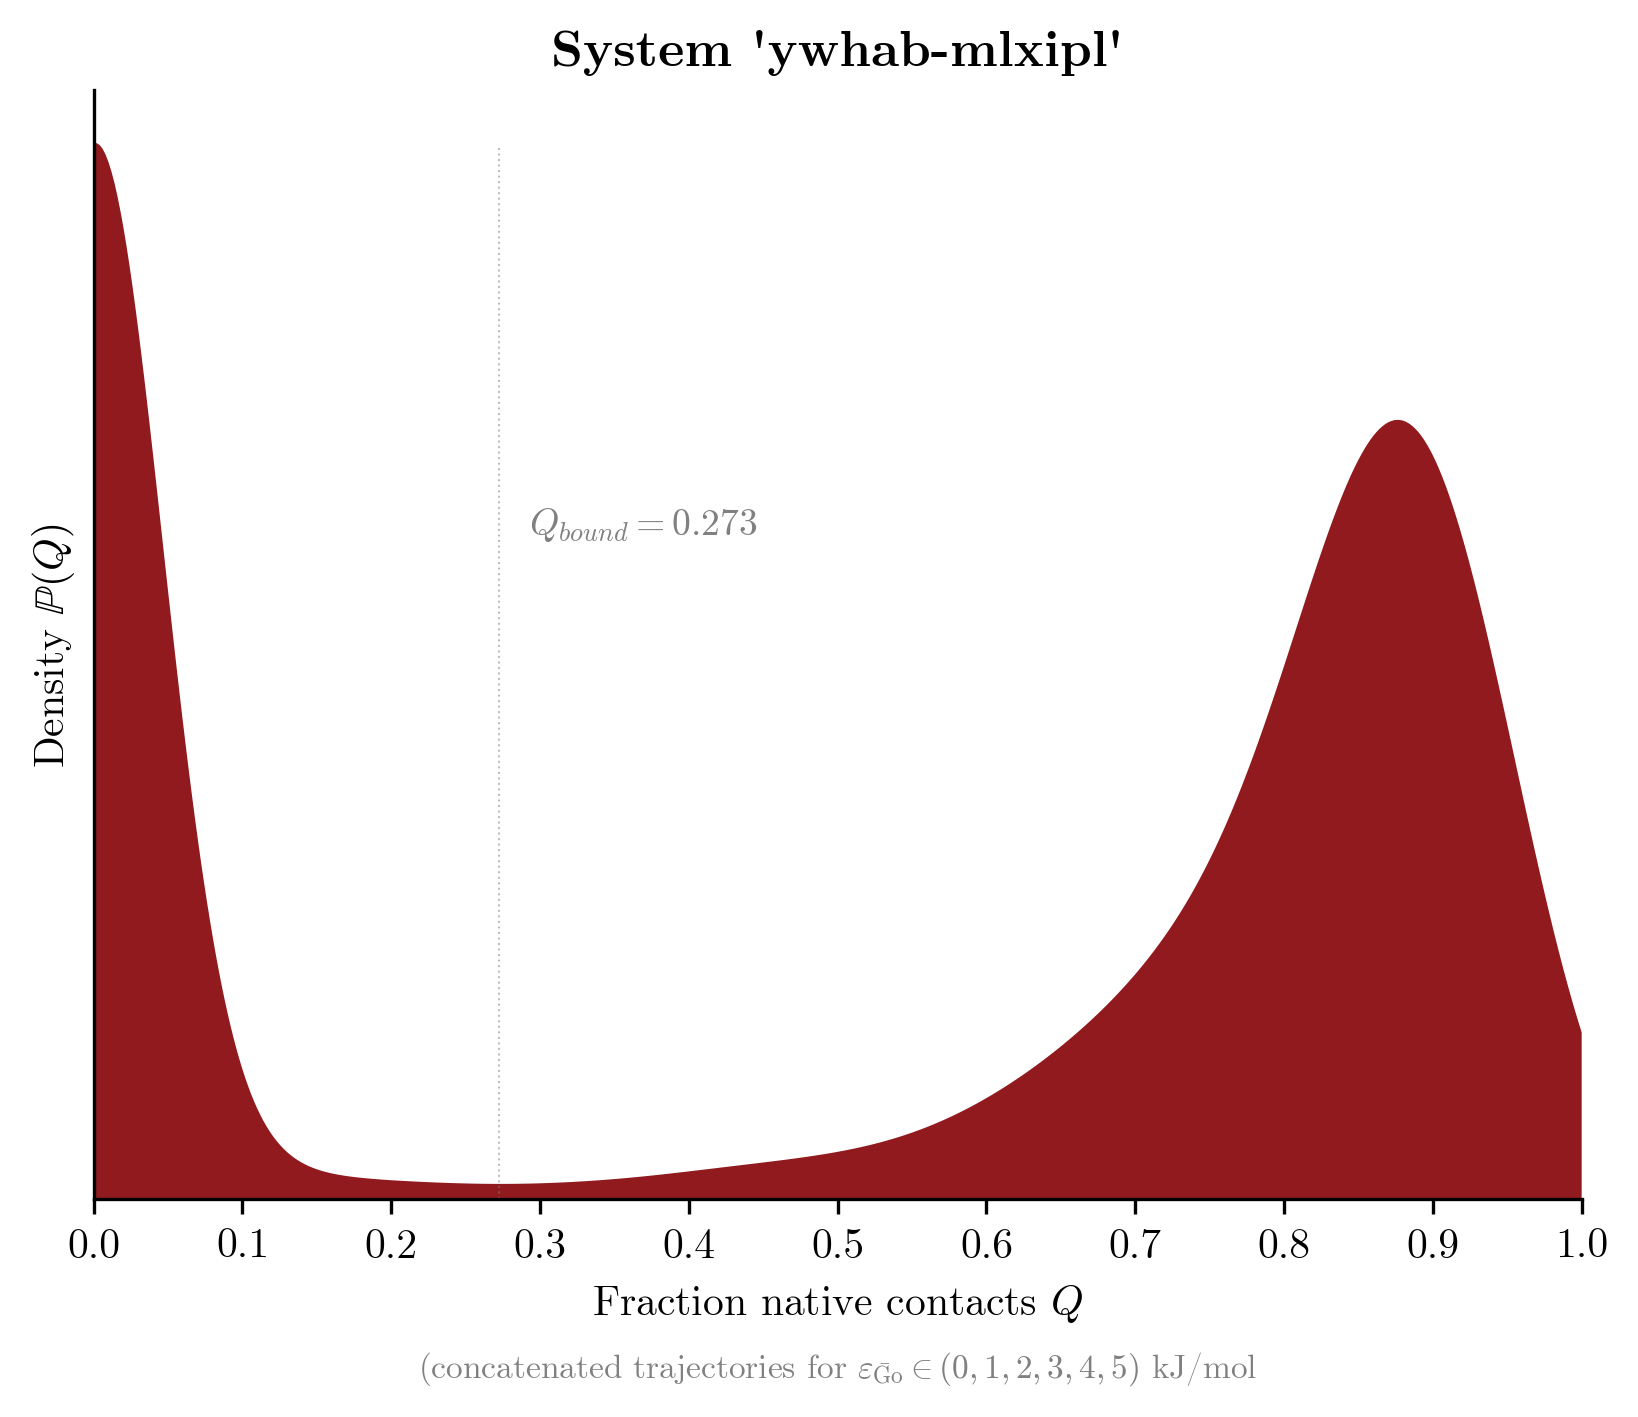 System 'ywhab-mlxipl'
Density ℙ(Q)
Q_bound = 0.273
0.0 0.1 0.2 0.3 0.4 0.5 0.6 0.7 0.8 0.9 1.0
Fraction native contacts Q
(concatenated trajectories for ε_Ḡo ∈ (0, 1, 2, 3, 4, 5) kJ/mol